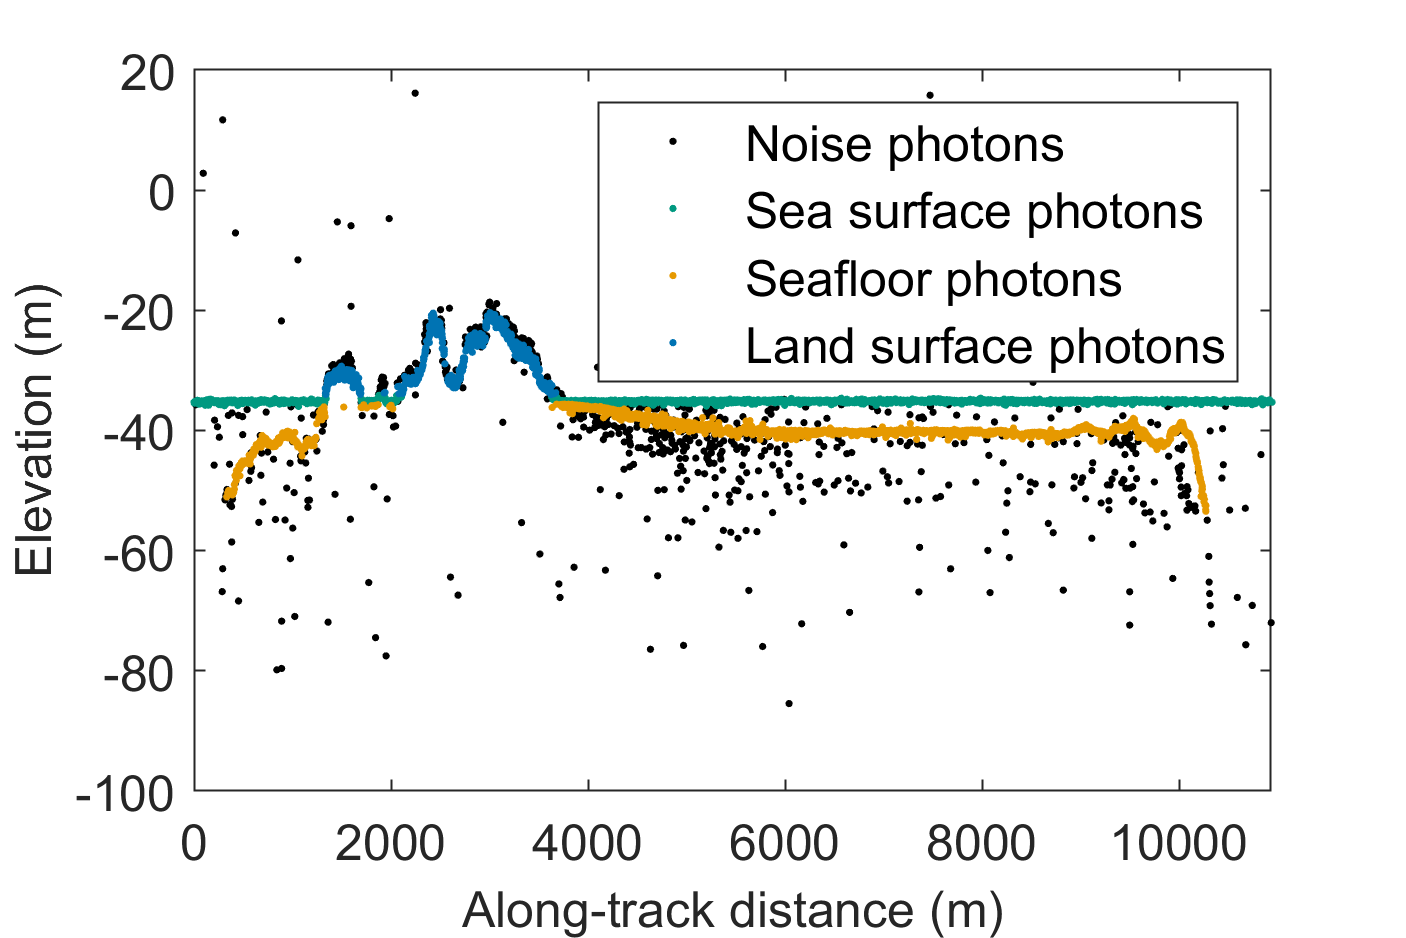 20
0
-20
-40
-60
-80
-100
Elevation (m)
Noise photons
Sea surface photons
Seafloor photons
Land surface photons
0 2000 4000 6000 8000 10000
Along-track distance (m)